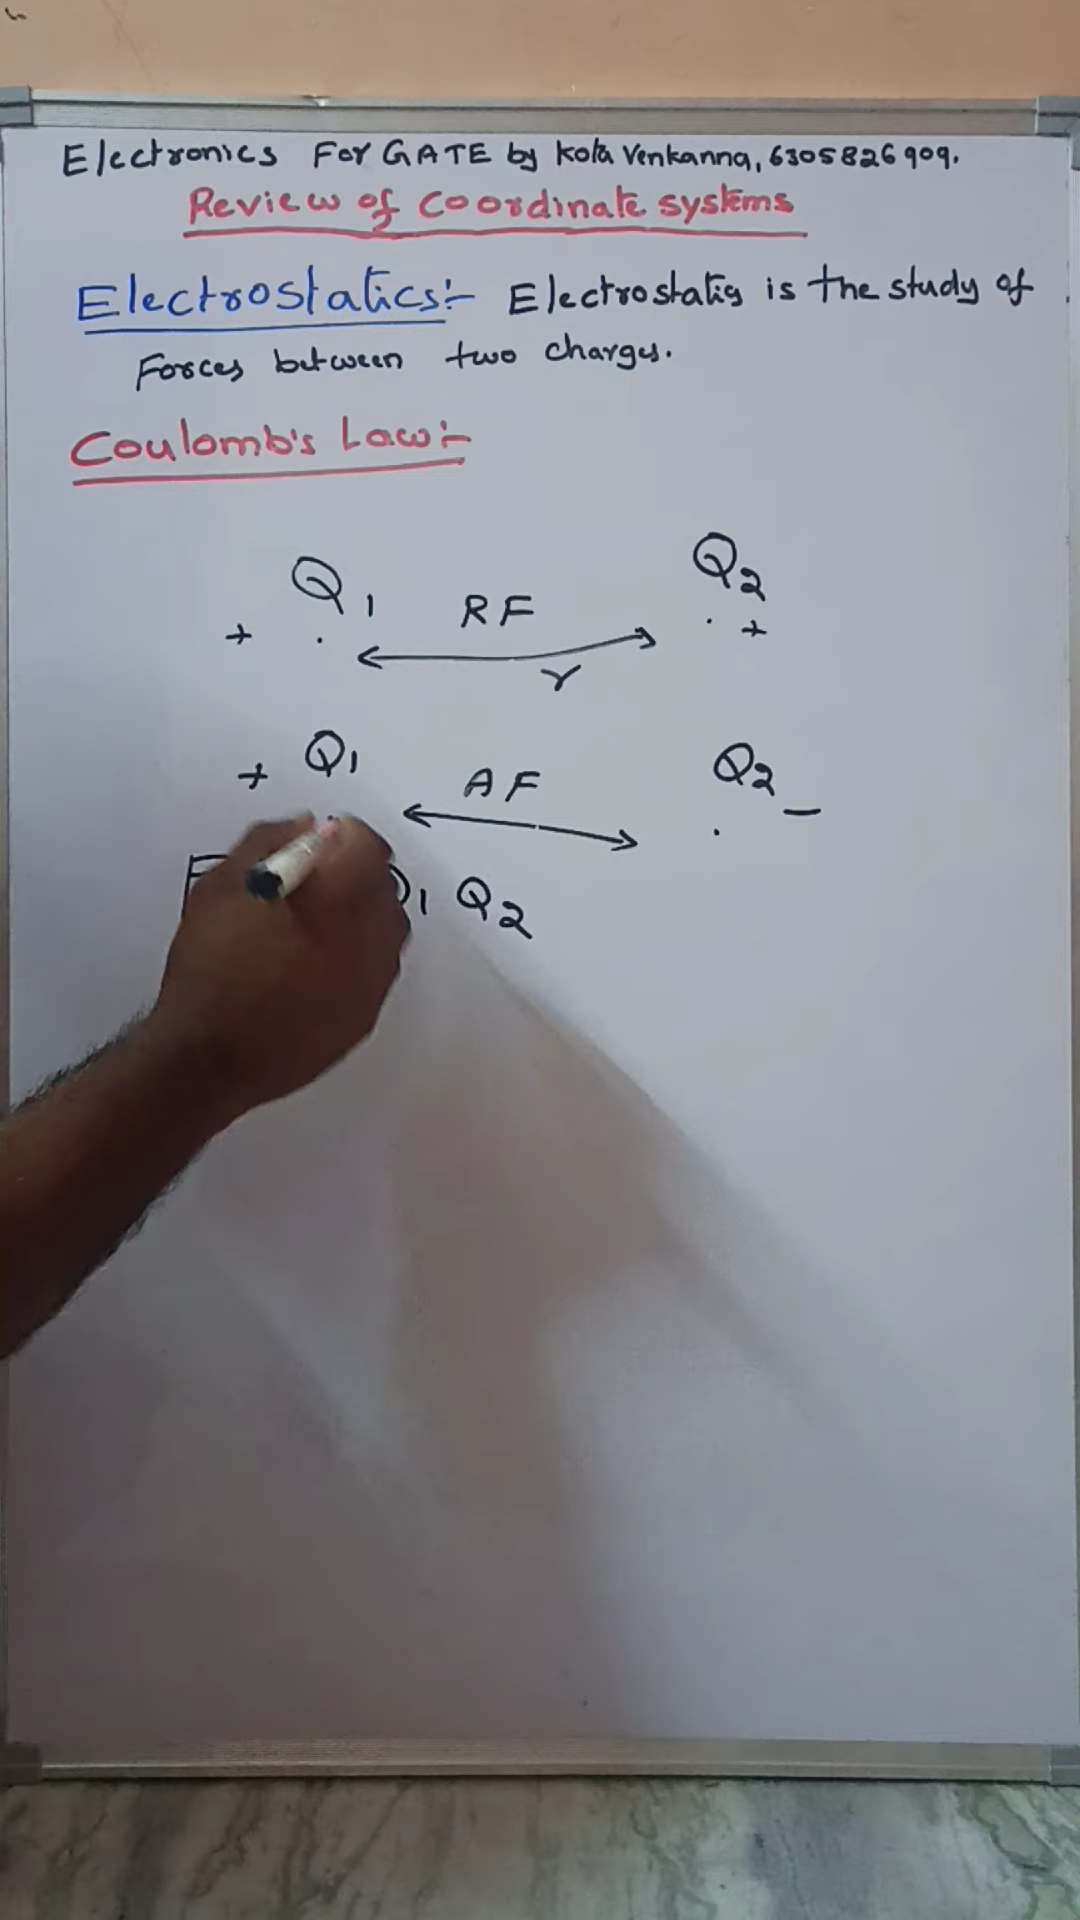 Electronics For GATE by Kola Venkanna, 6305826909.
Review of Coordinate systems
Electrostatics:- Electrostatics is the study of
Forces between two charges.
Coulomb's Law:-
Q1 RF Q2
+ . . +
r
+ Q1 AF Q2 -
.
F Q1 Q2